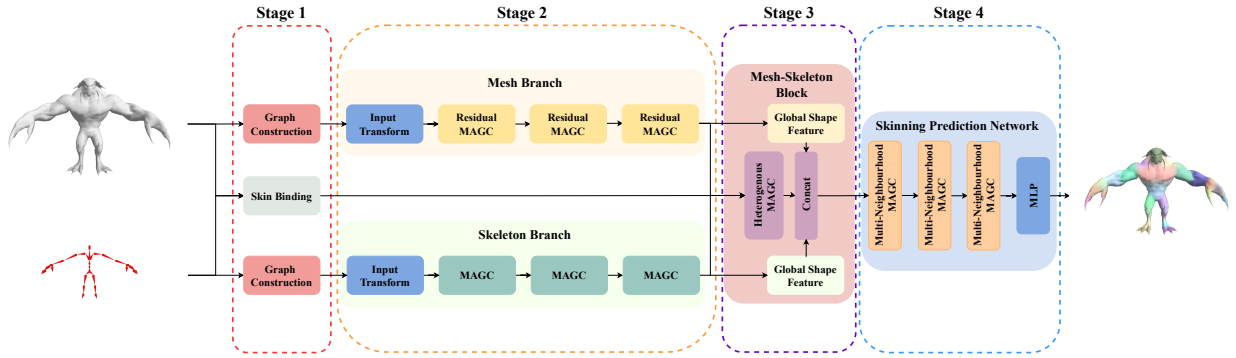 Stage 1
Stage 2
Stage 3
Stage 4
Mesh Branch
Graph
Construction
Input
Transform
Residual
MAGC
Residual
MAGC
Residual
MAGC
Skin Binding
Skeleton Branch
Graph
Construction
Input
Transform
MAGC
MAGC
MAGC
Mesh-Skeleton
Block
Global Shape
Feature
Heterogenous
MAGC
Concat
Global Shape
Feature
Skinning Prediction Network
Multi-Neighbourhood
MAGC
Multi-Neighbourhood
MAGC
Multi-Neighbourhood
MAGC
MLP